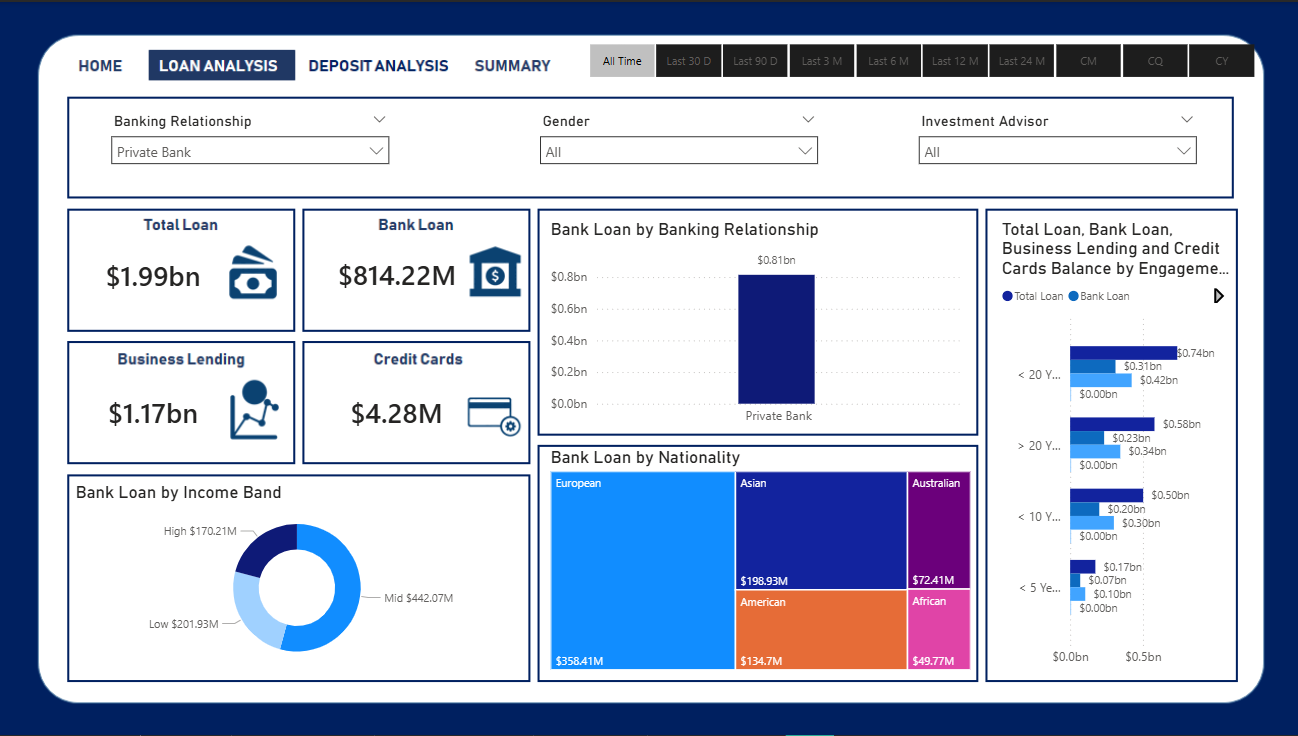 HOME
LOAN ANALYSIS
DEPOSIT ANALYSIS
SUMMARY
All Time
Last 30 D
Last 90 D
Last 3 M
Last 6 M
Last 12 M
Last 24 M
CM
CQ
CY
Banking Relationship
Private Bank
Gender
All
Investment Advisor
All
Total Loan
$1.99bn
Bank Loan
$814.22M
Business Lending
$1.17bn
Credit Cards
$4.28M
Bank Loan by Income Band
High $170.21M
Mid $442.07M
Low $201.93M
Bank Loan by Banking Relationship
$0.81bn
$0.8bn
$0.6bn
$0.4bn
$0.2bn
$0.0bn
Private Bank
Bank Loan by Nationality
European
$358.41M
Asian
$198.93M
American
$134.7M
Australian
$72.41M
African
$49.77M
Total Loan, Bank Loan,
Business Lending and Credit
Cards Balance by Engageme...
Total Loan
Bank Loan
< 20 Y...
$0.74bn
$0.31bn
$0.42bn
$0.00bn
> 20 Y...
$0.58bn
$0.23bn
$0.34bn
$0.00bn
< 10 Y...
$0.50bn
$0.20bn
$0.30bn
$0.00bn
< 5 Ye...
$0.17bn
$0.07bn
$0.10bn
$0.00bn
$0.0bn
$0.5bn